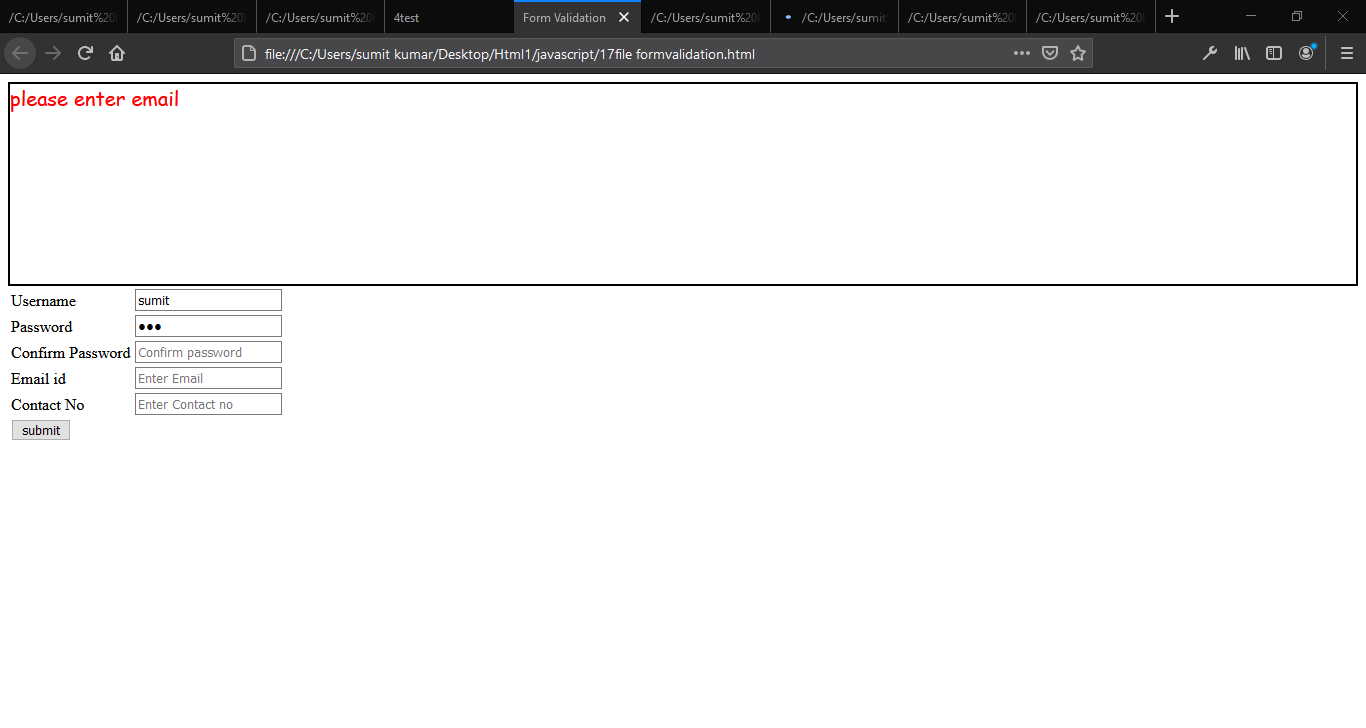 /C:/Users/sumit%20
/C:/Users/sumit%20
/C:/Users/sumit%20
4test
Form Validation
/C:/Users/sumit%20
/C:/Users/sumit
/C:/Users/sumit%20
/C:/Users/sumit%20
file:///C:/Users/sumit kumar/Desktop/Html1/javascript/17file formvalidation.html
please enter email
Username sumit
Password
Confirm Password Confirm password
Email id Enter Email
Contact No Enter Contact no
submit